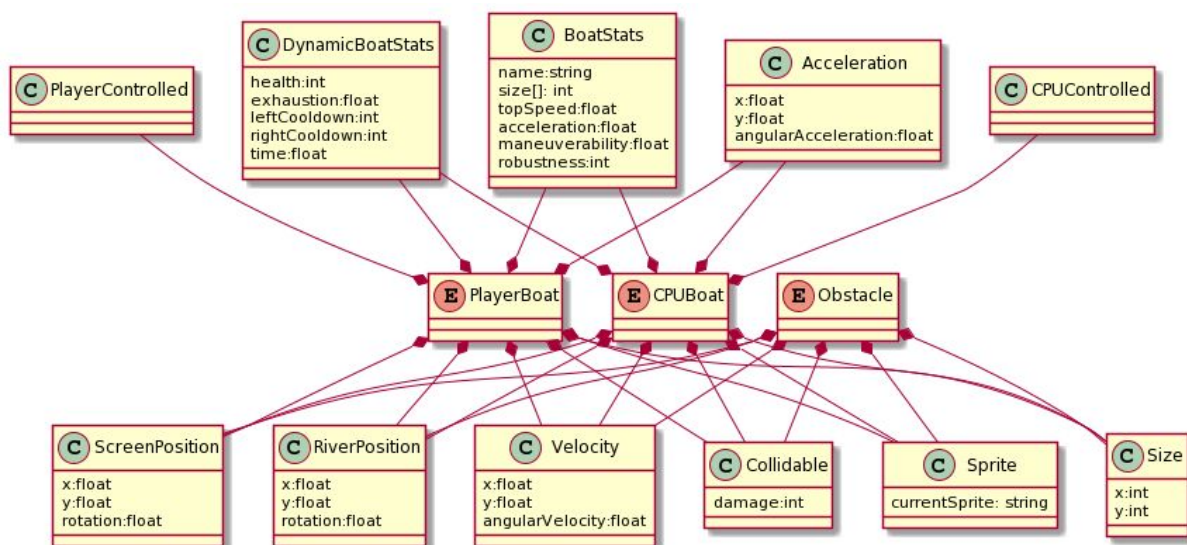 C PlayerControlled
C DynamicBoatStats
health:int
exhaustion:float
leftCooldown:int
rightCooldown:int
time:float
C BoatStats
name:string
size[]: int
topSpeed:float
acceleration:float
maneuverability:float
robustness:int
C Acceleration
x:float
y:float
angularAcceleration:float
C CPUControlled
E PlayerBoat
E CPUBoat
E Obstacle
C ScreenPosition
x:float
y:float
rotation:float
C RiverPosition
x:float
y:float
rotation:float
C Velocity
x:float
y:float
angularVelocity:float
C Collidable
damage:int
C Sprite
currentSprite: string
C Size
x:int
y:int